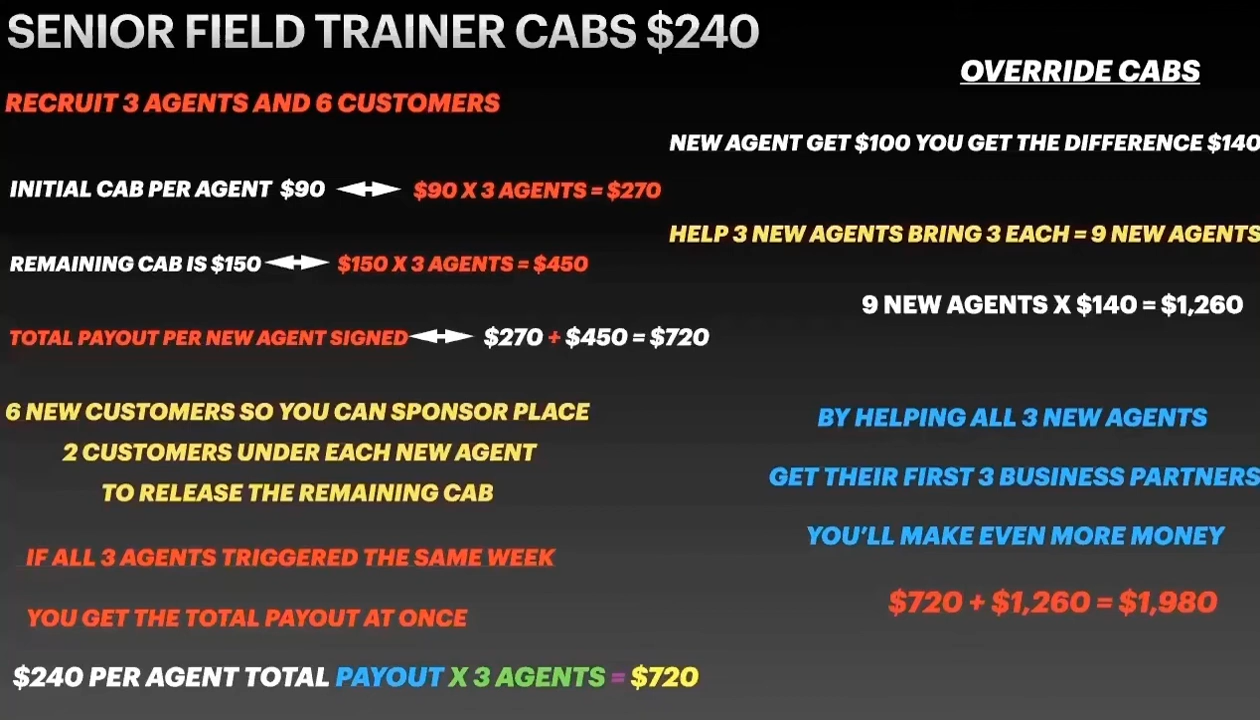 SENIOR FIELD TRAINER CABS $240
RECRUIT 3 AGENTS AND 6 CUSTOMERS
INITIAL CAB PER AGENT $90 $90 X 3 AGENTS = $270
REMAINING CAB IS $150 $150 X 3 AGENTS = $450
TOTAL PAYOUT PER NEW AGENT SIGNED $270 + $450 = $720
6 NEW CUSTOMERS SO YOU CAN SPONSOR PLACE
2 CUSTOMERS UNDER EACH NEW AGENT
TO RELEASE THE REMAINING CAB
IF ALL 3 AGENTS TRIGGERED THE SAME WEEK
YOU GET THE TOTAL PAYOUT AT ONCE
$240 PER AGENT TOTAL PAYOUT X 3 AGENTS = $720
OVERRIDE CABS
NEW AGENT GET $100 YOU GET THE DIFFERENCE $140
HELP 3 NEW AGENTS BRING 3 EACH = 9 NEW AGENTS
9 NEW AGENTS X $140 = $1,260
BY HELPING ALL 3 NEW AGENTS
GET THEIR FIRST 3 BUSINESS PARTNERS
YOU'LL MAKE EVEN MORE MONEY
$720 + $1,260 = $1,980